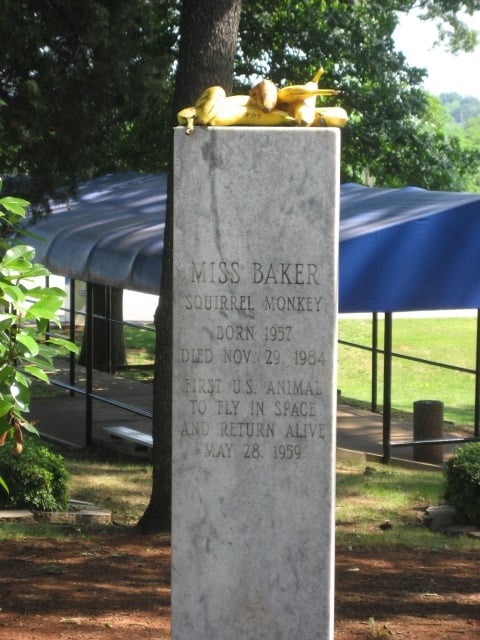 MISS BAKER
SQUIRREL MONKEY
BORN 1957
DIED NOV. 29, 1984
FIRST U.S. ANIMAL
TO FLY IN SPACE
AND RETURN ALIVE
MAY 28, 1959